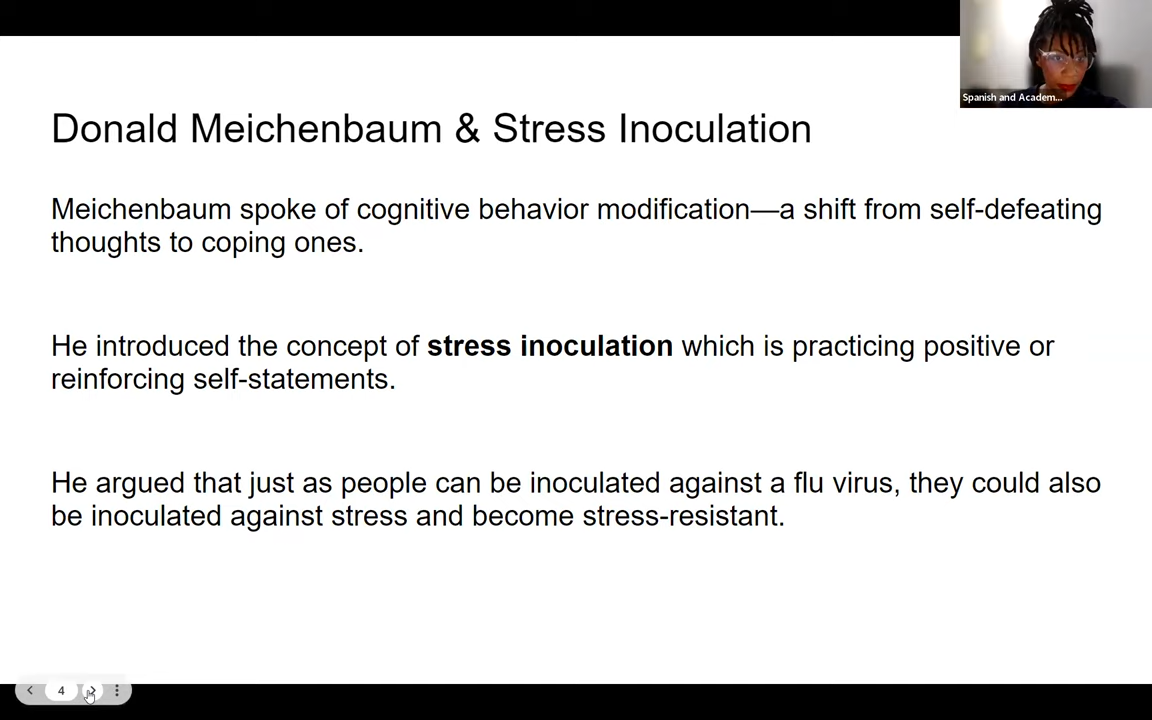 Spanish and Academ...
Donald Meichenbaum & Stress Inoculation
Meichenbaum spoke of cognitive behavior modification—a shift from self-defeating
thoughts to coping ones.
He introduced the concept of stress inoculation which is practicing positive or
reinforcing self-statements.
He argued that just as people can be inoculated against a flu virus, they could also
be inoculated against stress and become stress-resistant.
4